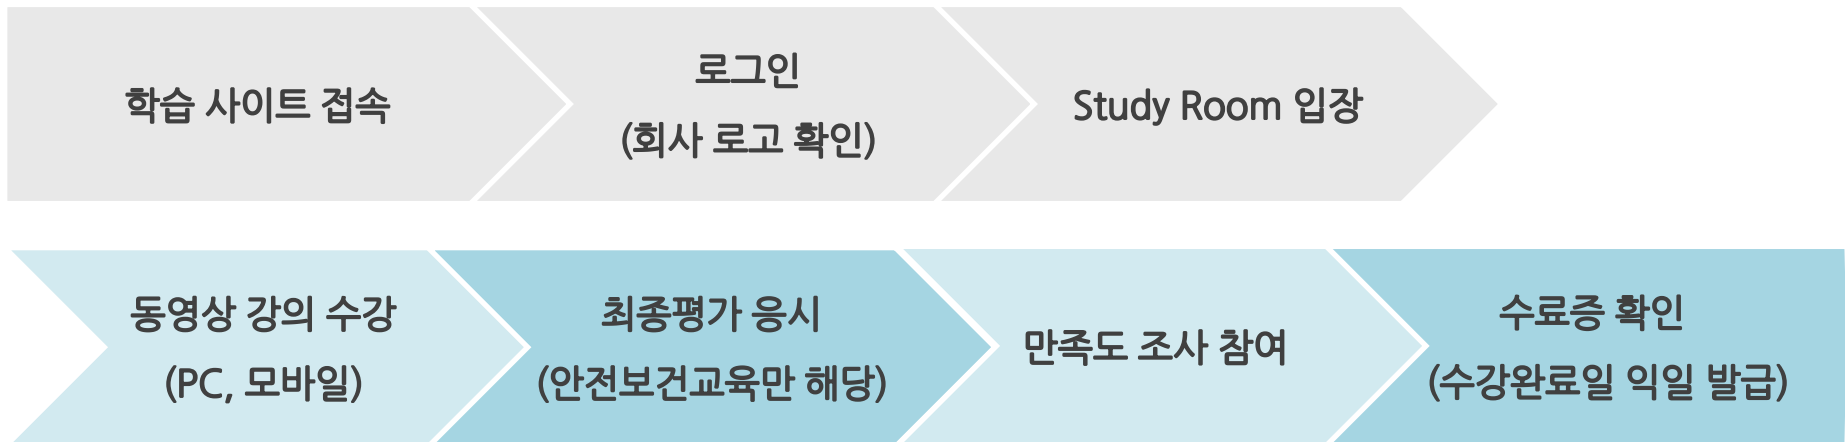 학습 사이트 접속
로그인
(회사 로고 확인)
Study Room 입장
동영상 강의 수강
(PC, 모바일)
최종평가 응시
(안전보건교육만 해당)
만족도 조사 참여
수료증 확인
(수강완료일 익일 발급)